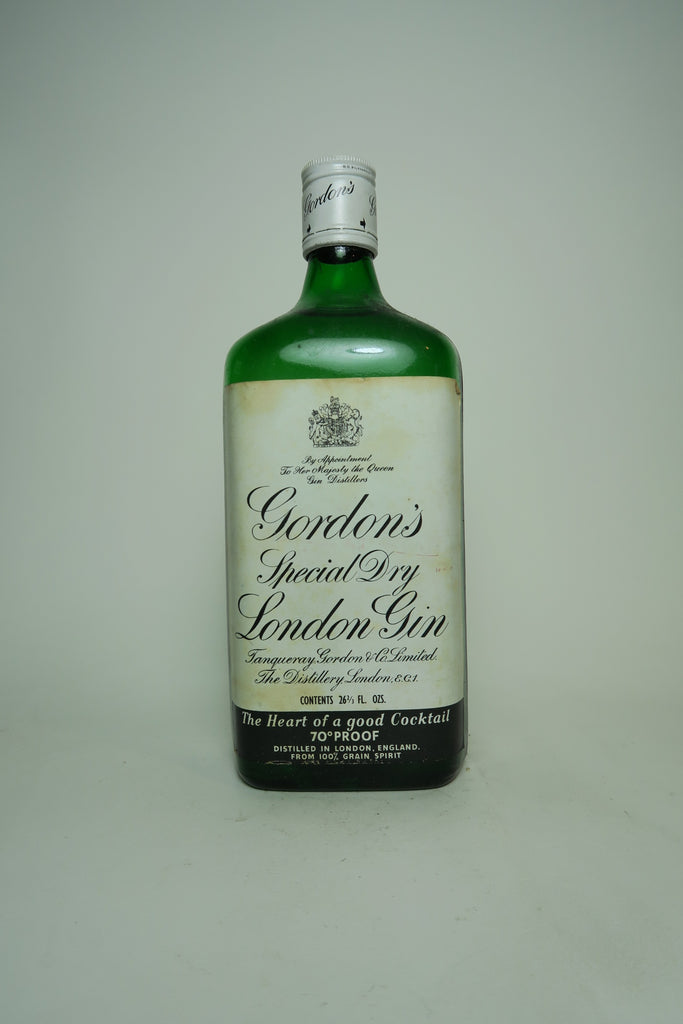 Gordon's
By Appointment
To Her Majesty the Queen
Gin Distillers
Gordon's
Special Dry
London Gin
Tanqueray, Gordon & Co. Limited.
The Distillery, London, E.C.1.
CONTENTS 26⅔ FL. OZS.
The Heart of a good Cocktail
70° PROOF
DISTILLED IN LONDON, ENGLAND.
FROM 100% GRAIN SPIRIT